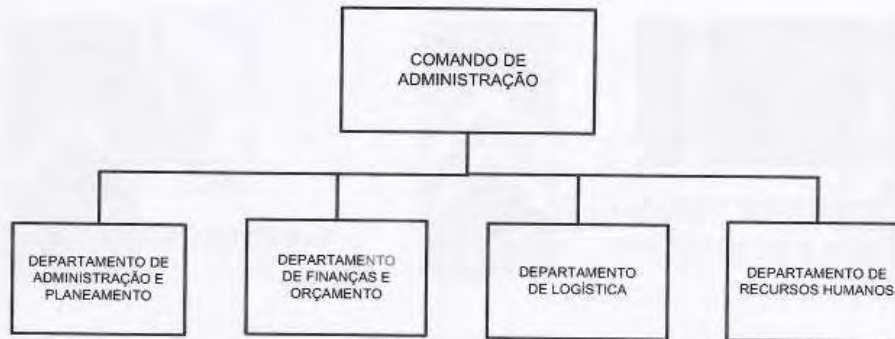 COMANDO DE
ADMINISTRAÇÃO
DEPARTAMENTO DE
ADMINISTRAÇÃO E
PLANEAMENTO
DEPARTAMENTO
DE FINANÇAS E
ORÇAMENTO
DEPARTAMENTO
DE LOGÍSTICA
DEPARTAMENTO DE
RECURSOS HUMANOS